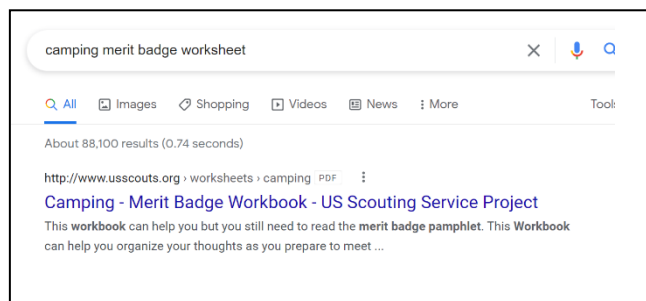 camping merit badge worksheet
All Images Shopping Videos News More Tools
About 88,100 results (0.74 seconds)
http://www.usscouts.org › worksheets › camping PDF
Camping - Merit Badge Workbook - US Scouting Service Project
This workbook can help you but you still need to read the merit badge pamphlet. This Workbook
can help you organize your thoughts as you prepare to meet ...